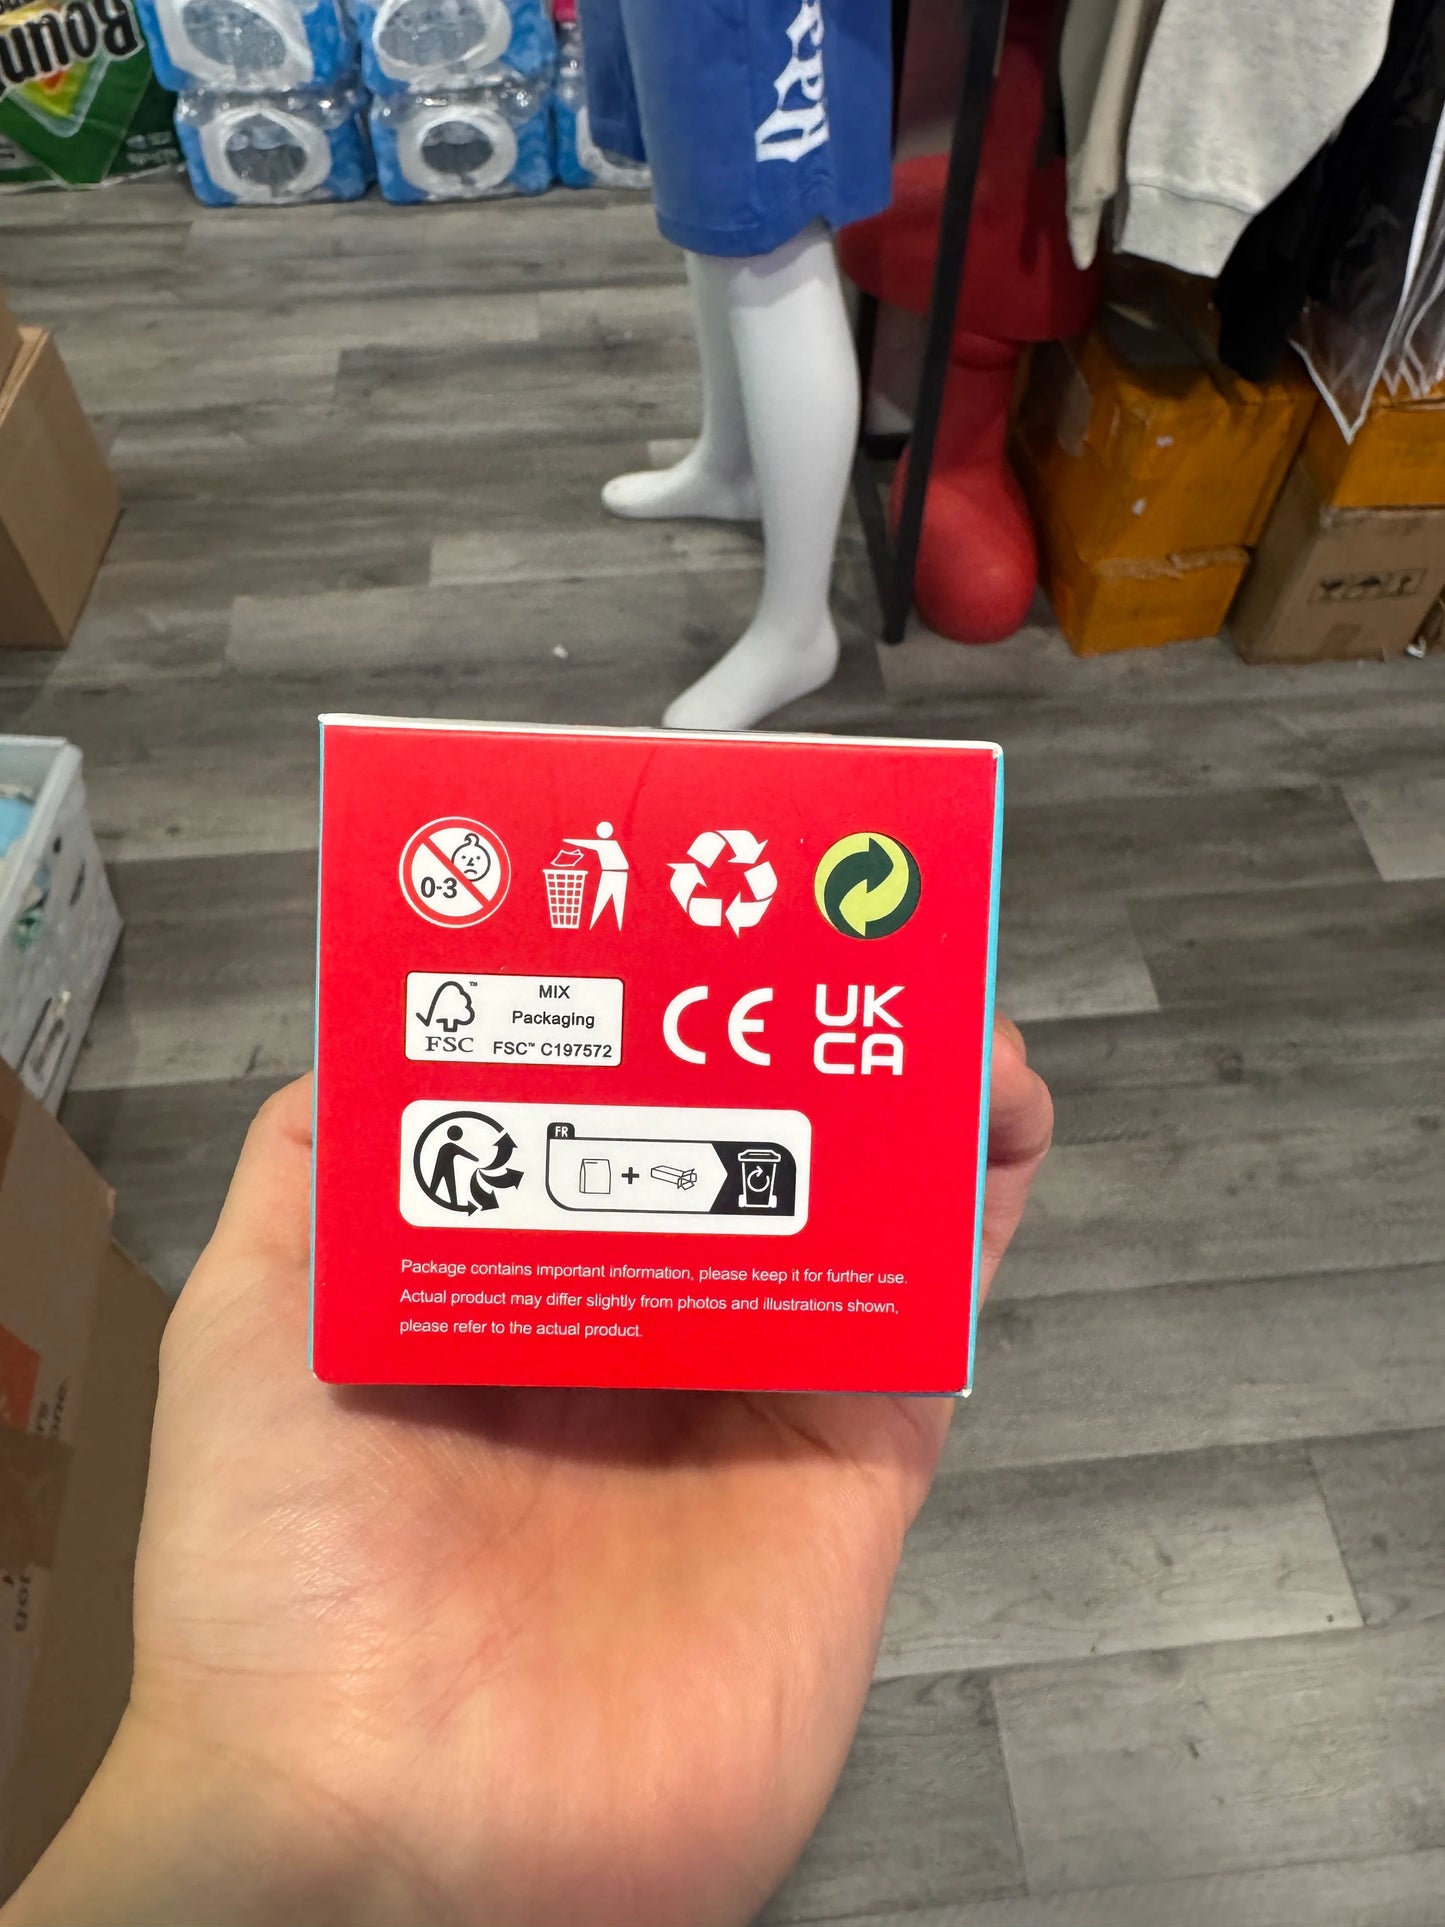 Boun
0-3
FSC
MIX
Packaging
FSC™ C197572
CE
UK
CA
FR
Package contains important information, please keep it for further use.
Actual product may differ slightly from photos and illustrations shown,
please refer to the actual product.